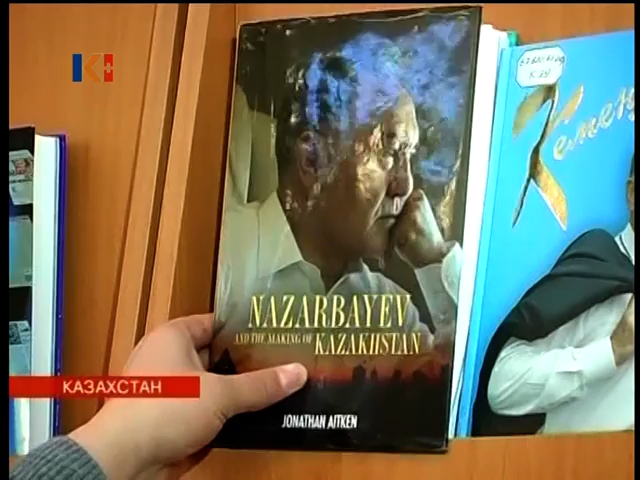 K+
NAZARBAYEV
AND THE MAKING OF KAZAKHSTAN
JONATHAN AITKEN
КАЗАХСТАН